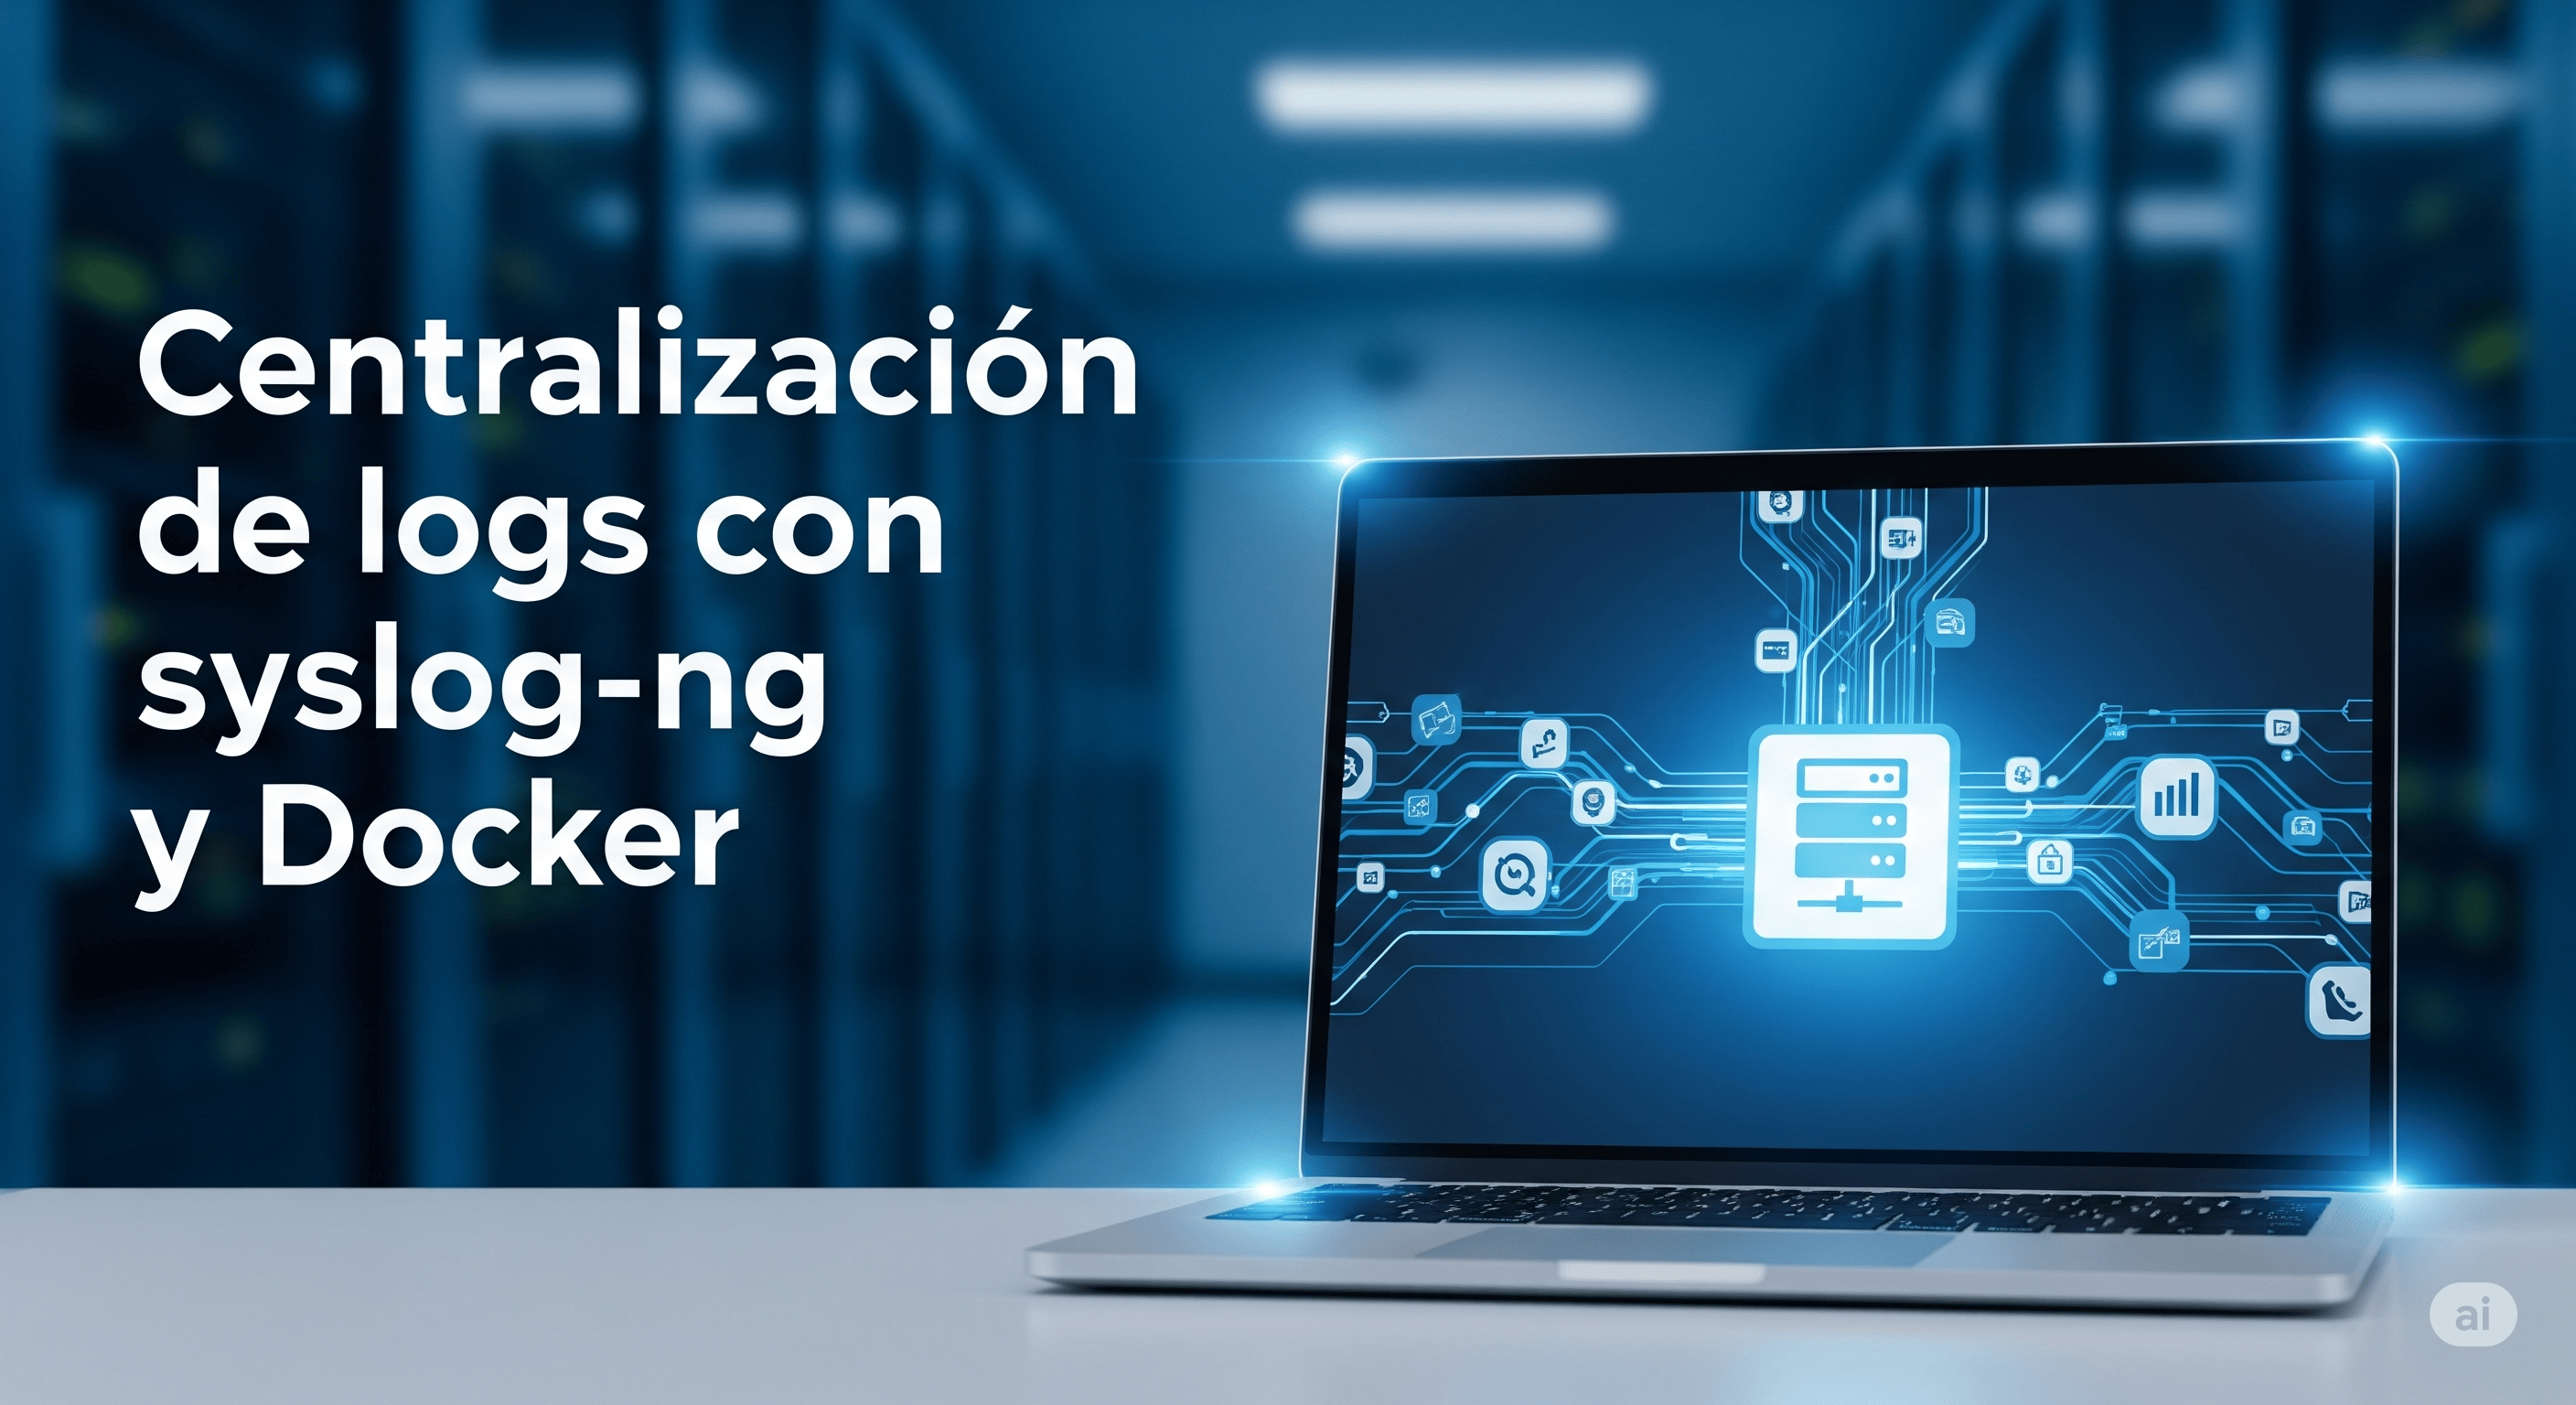 Centralización
de logs con
syslog-ng
y Docker
ai